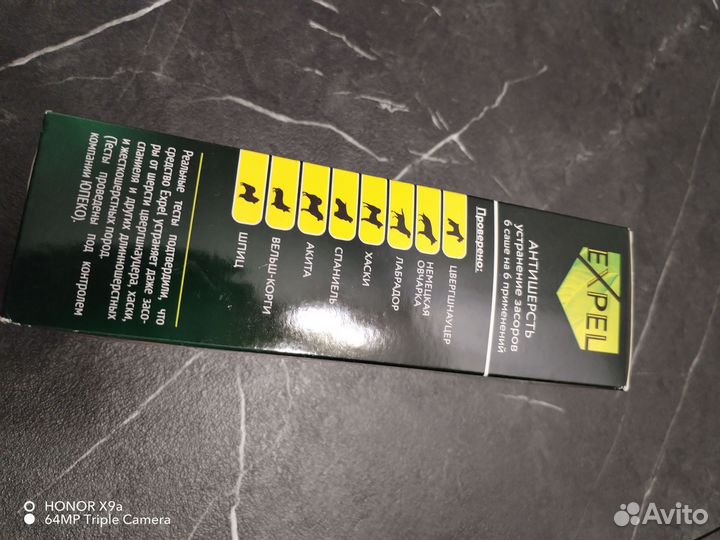 EXPEL
АНТИШЕРСТЬ
устранение засоров
6 саше на 6 применений
Проверено:
ЦВЕРГШНАУЦЕР
НЕМЕЦКАЯ
ОВЧАРКА
ЛАБРАДОР
ХАСКИ
СПАНИЕЛЬ
АКИТА
ВЕЛЬШ-КОРГИ
ШПИЦ
Реальные тесты подтвердили, что
средство Expel устраняет даже засо-
ры от шерсти цвергшнауцера, хаски,
спаниеля и других длинношерстных
и жесткошерстных пород.
(Тесты проведены под контролем
компании ЮЛЕКО).
HONOR X9a
64MP Triple Camera
Avito